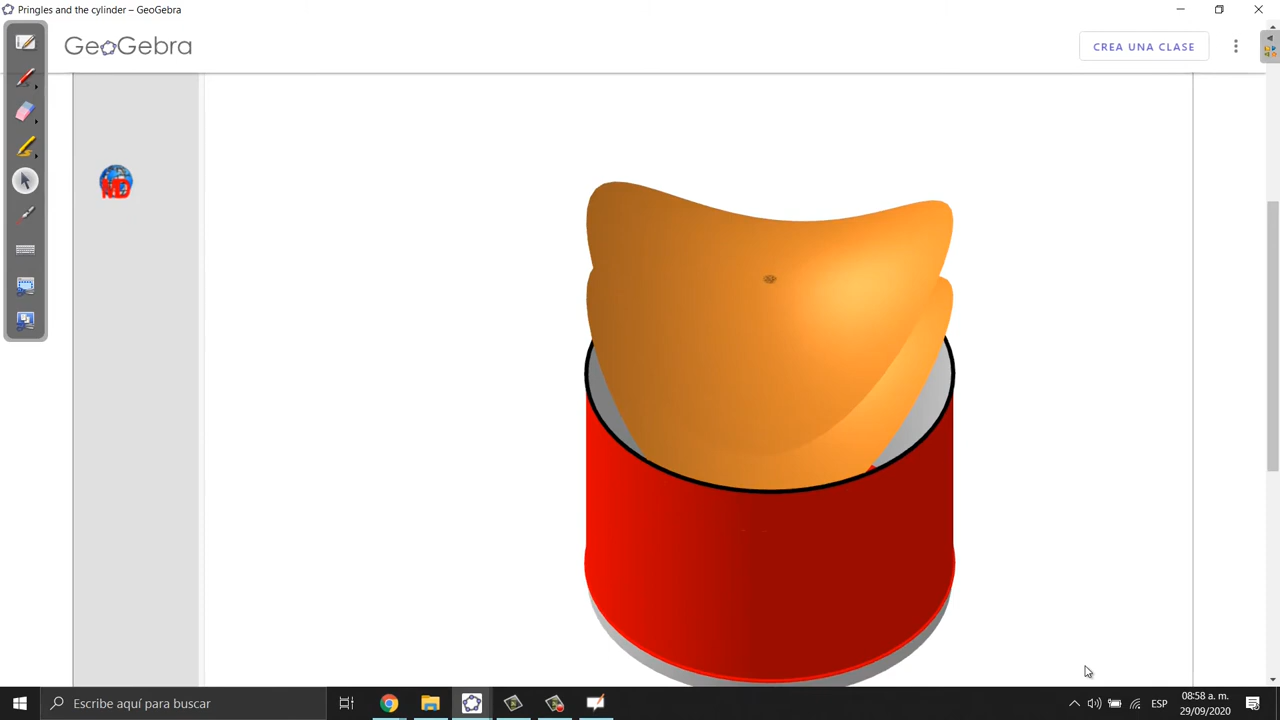 Pringles and the cylinder – GeoGebra
GeoGebra
CREA UNA CLASE
MD
Escribe aquí para buscar
ESP
08:58 a. m.
29/09/2020